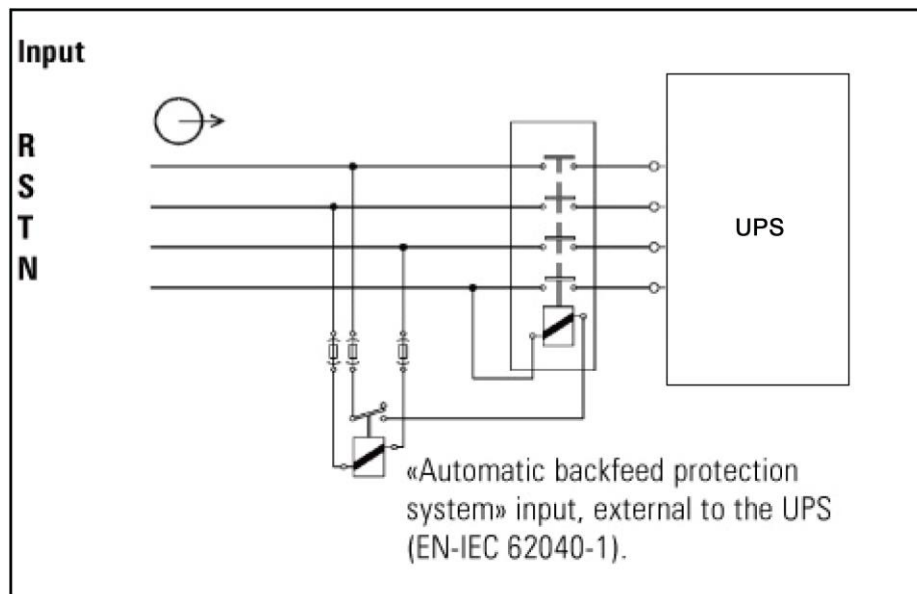 Input
R
S
T
N
UPS
«Automatic backfeed protection
system» input, external to the UPS
(EN-IEC 62040-1).